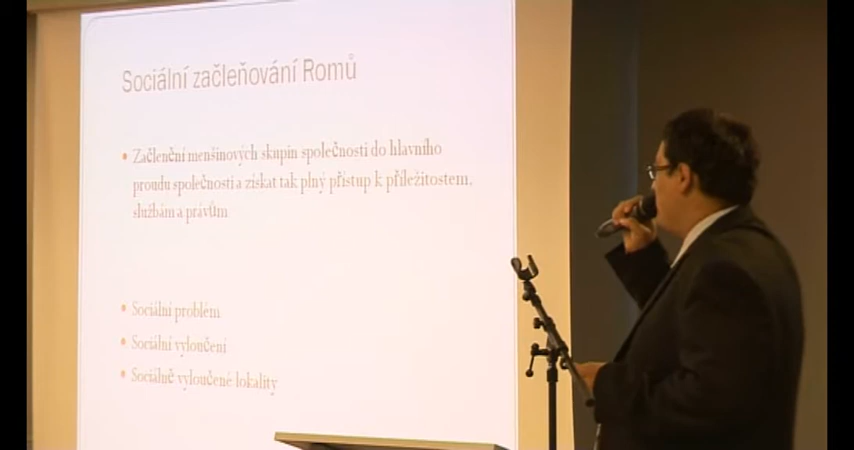 Sociální začleňování Romů
• Začlenění menšinových skupin společnosti do hlavního
proudu společnosti a získat tak plný přístup k příležitostem,
službám a právům
• Sociální problém
• Sociální vyloučení
• Sociálně vyloučené lokality